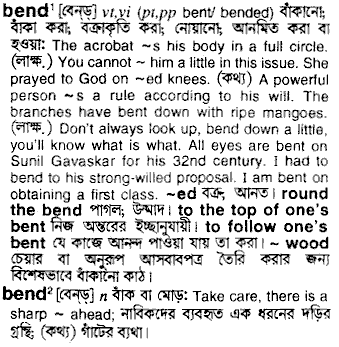 bend¹ [বেন্‌ড্] vt,vi (pt,pp bent/ bended) বাঁকানো;
বাঁকা করা; বক্রাকৃতি করা; নোয়ানো; আনমিত করা বা
হওয়া: The acrobat ~s his body in a full circle.
(লাক্ষ.) You cannot ~ him a little in this issue. She
prayed to God on ~ed knees. (কথ্য) A powerful
person ~s a rule according to his will. The
branches have bent down with ripe mangoes.
(লাক্ষ.) Don't always look up, bend down a little,
you'll know what is what. All eyes are bent on
Sunil Gavaskar for his 32nd century. I had to
bend to his strong-willed proposal. I am bent on
obtaining a first class. ~ed বক্র, আনত। round
the bend পাগল; উম্মাদ। to the top of one's
bent নিজ অন্তরের ইচ্ছানুযায়ী। to follow one's
bent যে কাজে আনন্দ পাওয়া যায় তা করা। ~ wood
চেয়ার বা অনুরূপ আসবাবপত্র তৈরি করার জন্য
বিশেষভাবে বাঁকানো কাঠ।
bend² [বেন্‌ড্] n বাঁক বা মোড়: Take care, there is a
sharp ~ ahead; নাবিকদের ব্যবহৃত এক ধরনের দড়ির
গ্রন্থি; (কথ্য) গাঁটের ব্যথা।